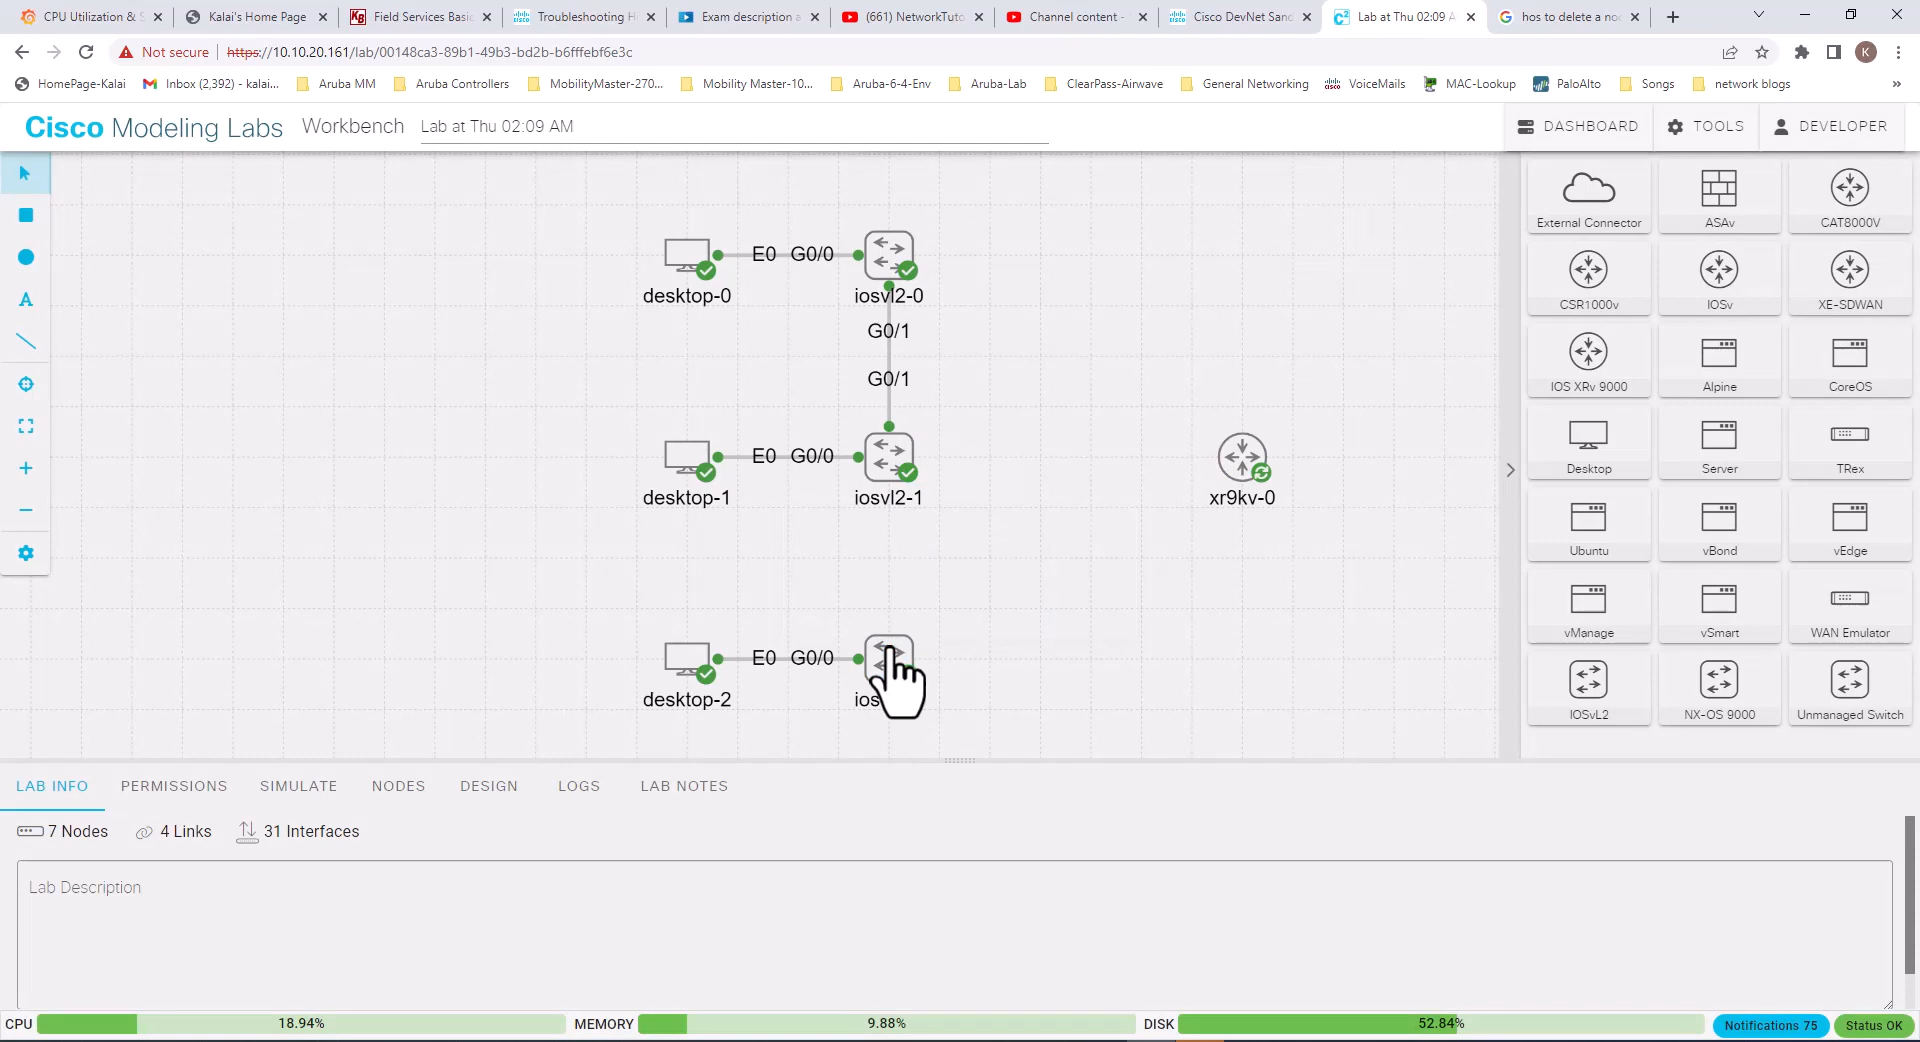 CPU Utilization & S
Kalai's Home Page
Field Services Basic
Troubleshooting H
Exam description a
(661) NetworkTuto
Channel content -
Cisco DevNet Sand
Lab at Thu 02:09 A
hos to delete a no
Not secure
https://10.10.20.161/lab/00148ca3-89b1-49b3-bd2b-b6fffebf6e3c
K
HomePage-Kalai
Inbox (2,392) - kalai...
Aruba MM
Aruba Controllers
MobilityMaster-270...
Mobility Master-10...
Aruba-6-4-Env
Aruba-Lab
ClearPass-Airwave
General Networking
VoiceMails
MAC-Lookup
PaloAlto
Songs
network blogs
»
Cisco Modeling Labs
Workbench
Lab at Thu 02:09 AM
DASHBOARD
TOOLS
DEVELOPER
A
E0 G0/0
desktop-0
iosvl2-0
G0/1
G0/1
E0 G0/0
desktop-1
iosvl2-1
xr9kv-0
E0 G0/0
desktop-2
External Connector
ASAv
CAT8000V
CSR1000v
IOSv
XE-SDWAN
IOS XRv 9000
Alpine
CoreOS
Desktop
Server
TRex
Ubuntu
vBond
vEdge
vManage
vSmart
WAN Emulator
IOSvL2
NX-OS 9000
Unmanaged Switch
LAB INFO
PERMISSIONS
SIMULATE
NODES
DESIGN
LOGS
LAB NOTES
7 Nodes
4 Links
31 Interfaces
Lab Description
CPU
18.94%
MEMORY
9.88%
DISK
52.84%
Notifications 75
Status OK